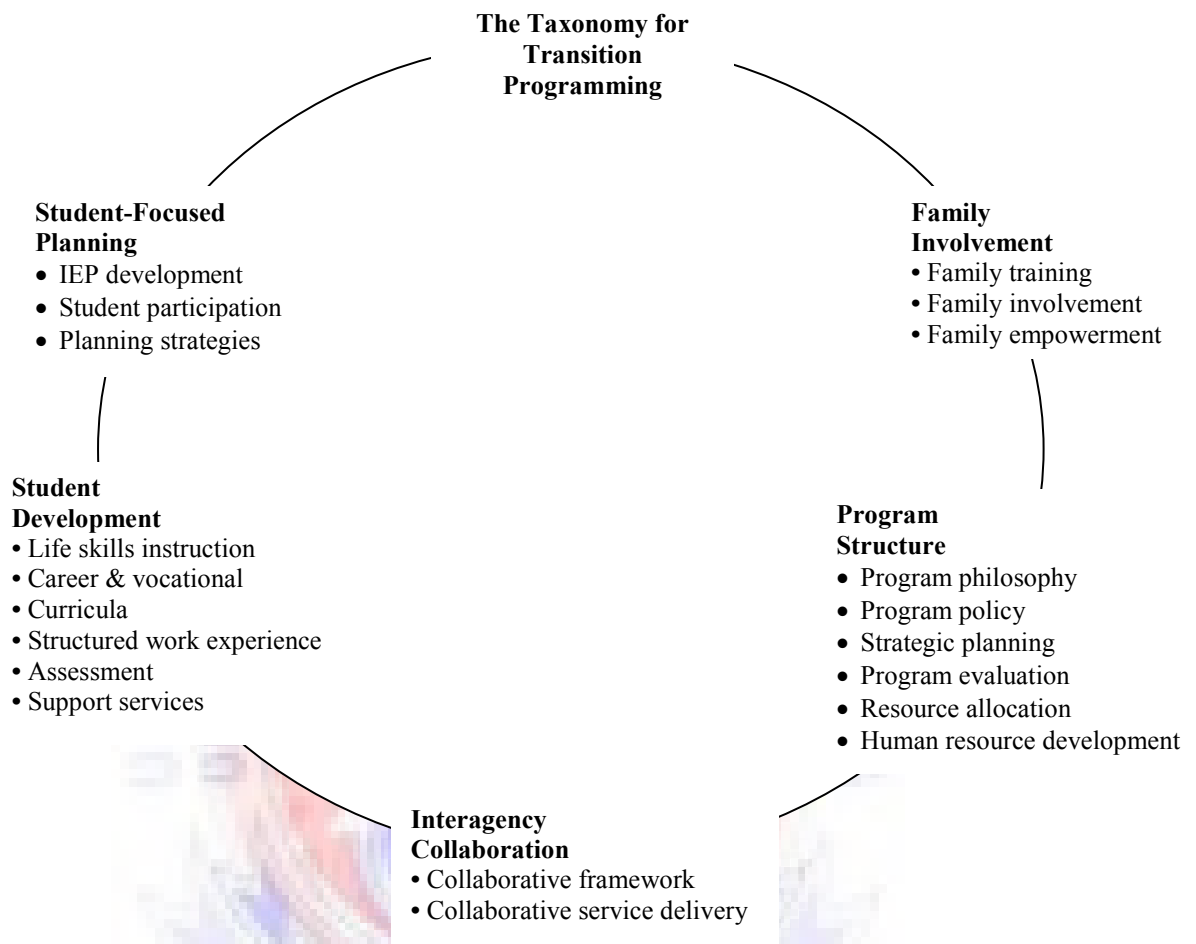 The Taxonomy for
Transition
Programming
Student-Focused
Planning
• IEP development
• Student participation
• Planning strategies
Family
Involvement
• Family training
• Family involvement
• Family empowerment
Student
Development
• Life skills instruction
• Career & vocational
• Curricula
• Structured work experience
• Assessment
• Support services
Program
Structure
• Program philosophy
• Program policy
• Strategic planning
• Program evaluation
• Resource allocation
• Human resource development
Interagency
Collaboration
• Collaborative framework
• Collaborative service delivery